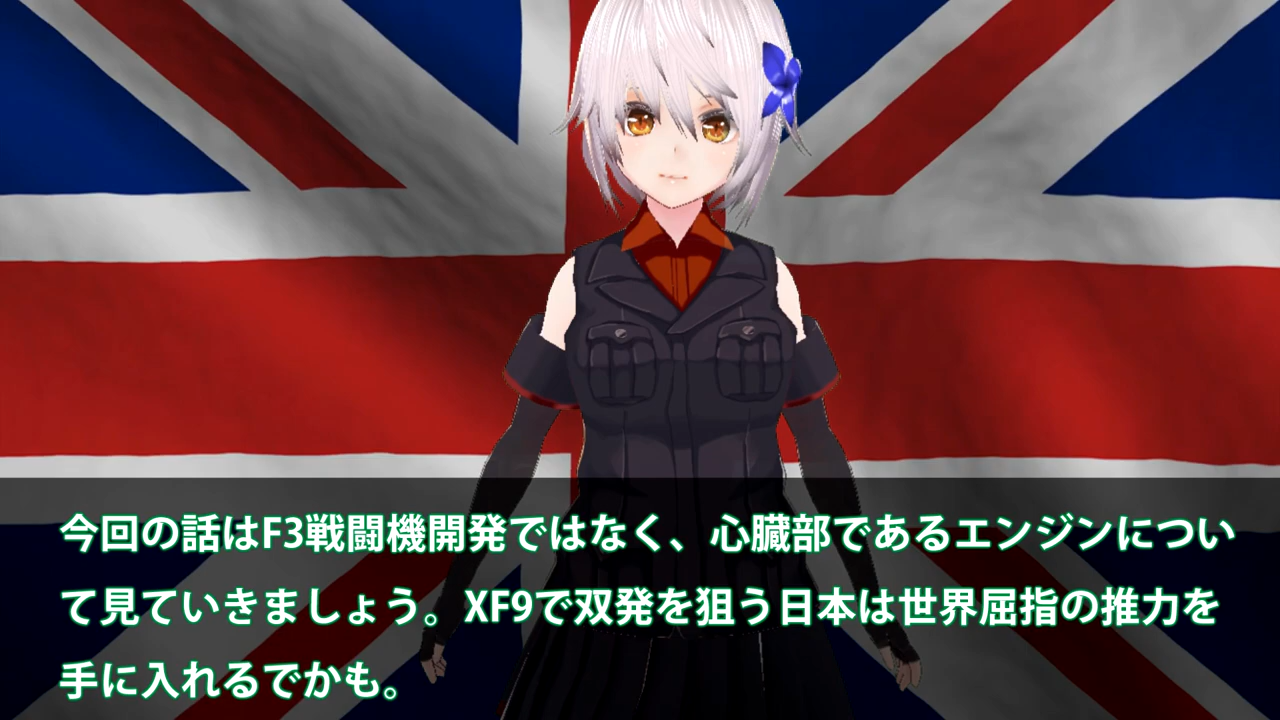 今回の話はF3戦闘機開発ではなく、心臓部であるエンジンについ
て見ていきましょう。XF9で双発を狙う日本は世界屈指の推力を
手に入れるでかも。